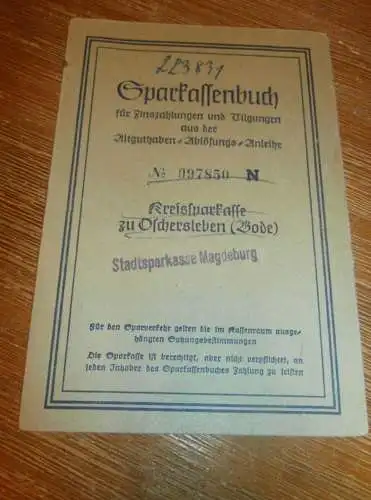 223831
Sparkassenbuch
für Zinszahlungen und Tilgungen
aus der
Altguthaben-Ablösungs-Anleihe
№ 097850 N
Kreissparkasse
zu Oschersleben (Bode)
Stadtsparkasse Magdeburg
Für den Sparverkehr gelten die im Kassenraum ausge-
hängten Satzungsbestimmungen
Die Sparkasse ist berechtigt, aber nicht verpflichtet, an
jeden Inhaber des Sparkassenbuches Zahlung zu leisten